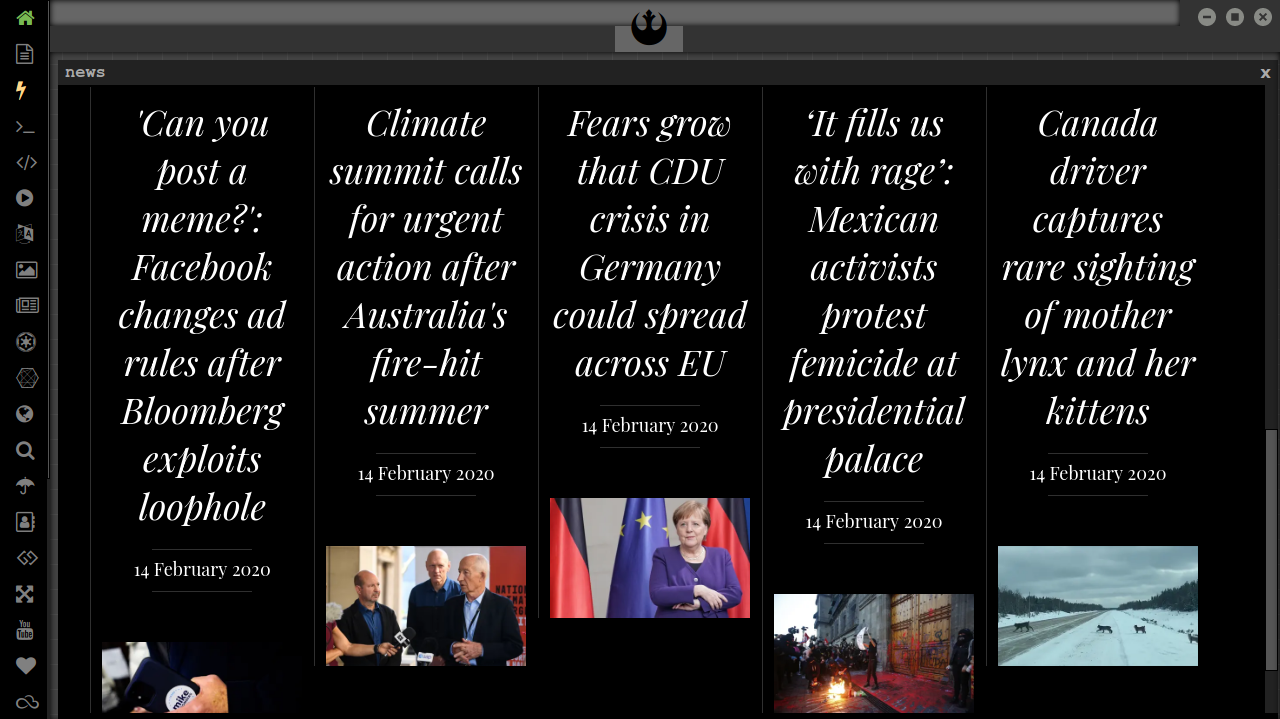 news
x
'Can you
post a
meme?':
Facebook
changes ad
rules after
Bloomberg
exploits
loophole
14 February 2020
mike
Climate
summit calls
for urgent
action after
Australia's
fire-hit
summer
14 February 2020
Fears grow
that CDU
crisis in
Germany
could spread
across EU
14 February 2020
‘It fills us
with rage’:
Mexican
activists
protest
femicide at
presidential
palace
14 February 2020
Canada
driver
captures
rare sighting
of mother
lynx and her
kittens
14 February 2020
You
Tube